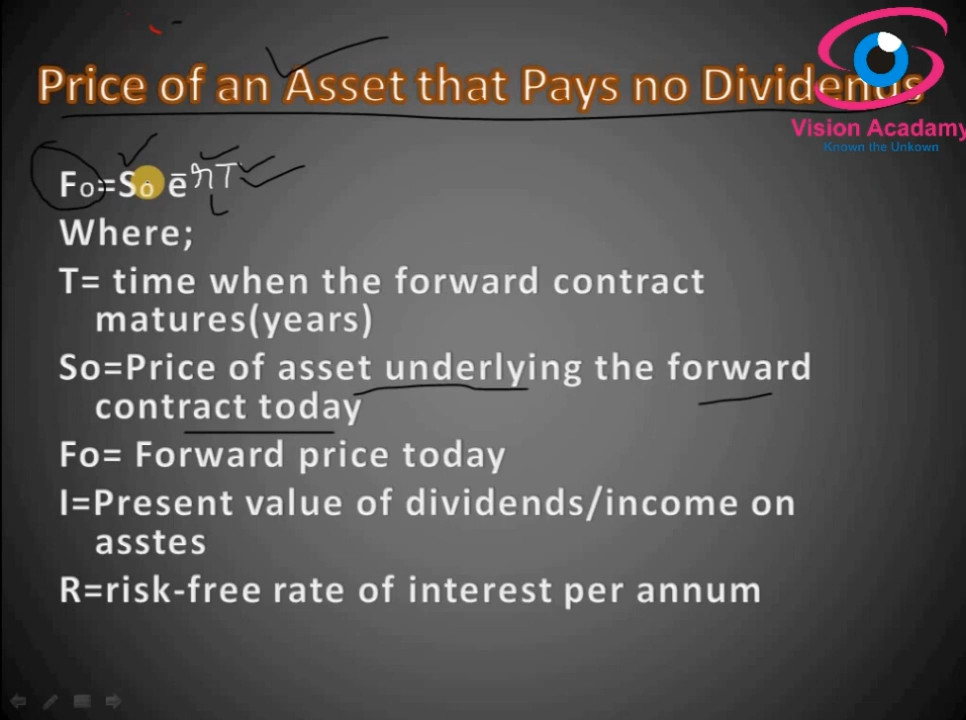 Price of an Asset that Pays no Dividends
Vision Acadamy
Known the Unkown
Fo=So ē rT
Where;
T= time when the forward contract
matures(years)
So=Price of asset underlying the forward
contract today
Fo= Forward price today
I=Present value of dividends/income on
asstes
R=risk-free rate of interest per annum